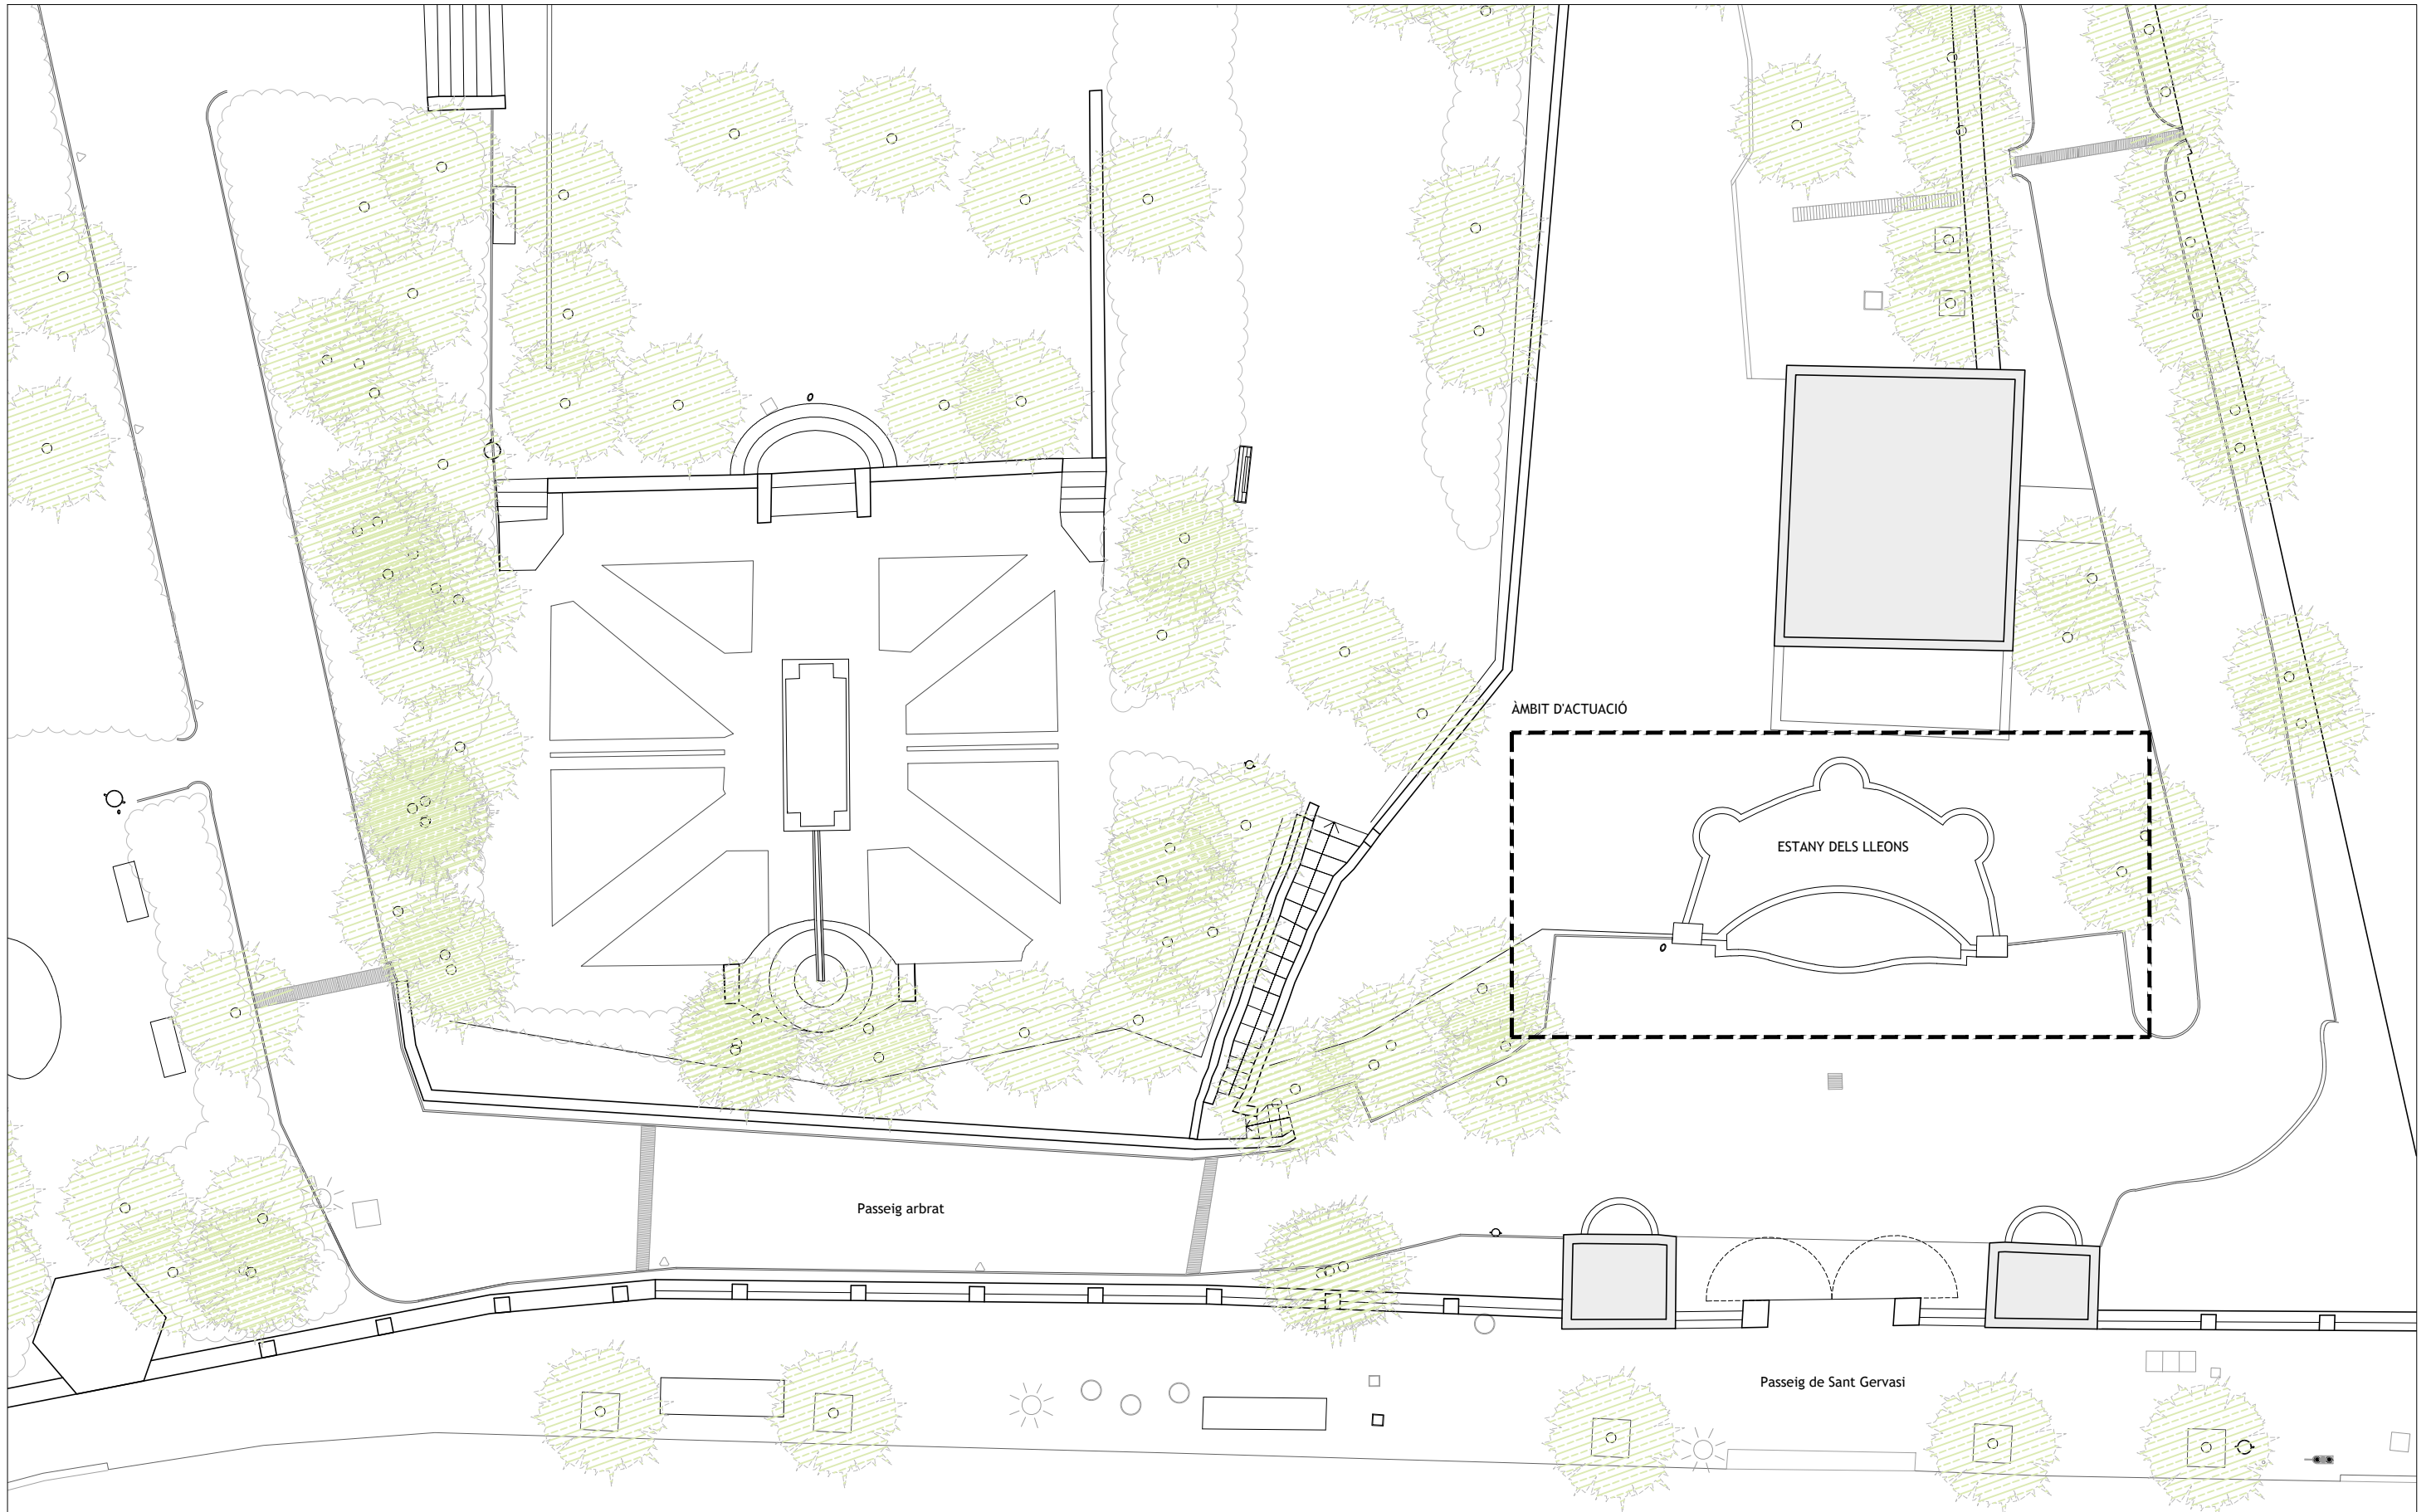 ÀMBIT D'ACTUACIÓ
ESTANY DELS LLEONS
Passeig arbrat
Passeig de Sant Gervasi